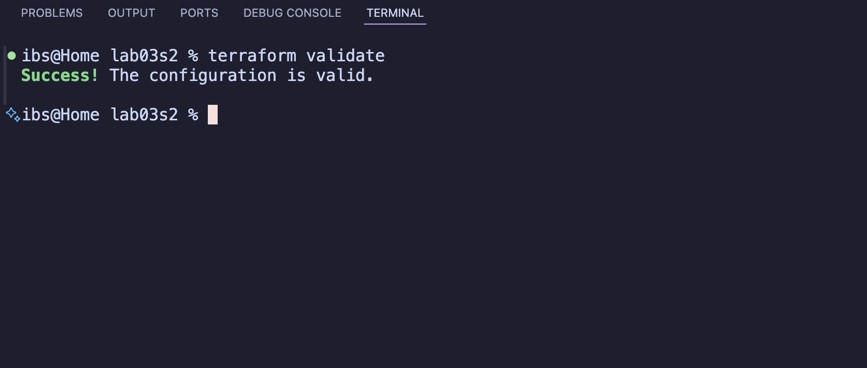 PROBLEMS OUTPUT PORTS DEBUG CONSOLE TERMINAL
ibs@Home lab03s2 % terraform validate
Success! The configuration is valid.
ibs@Home lab03s2 %